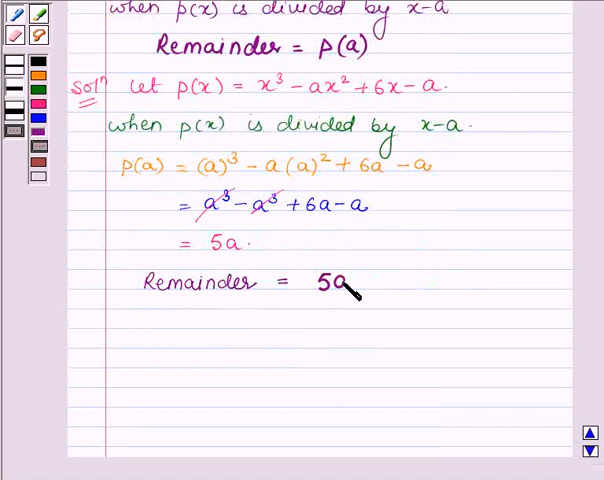 when p(x) is divided by x-a
Remainder = p(a)
Solⁿ Let p(x) = x³ - ax² + 6x - a.
when p(x) is divided by x-a.
p(a) = (a)³ - a(a)² + 6a - a
= a³ - a³ + 6a - a
= 5a.
Remainder = 5a